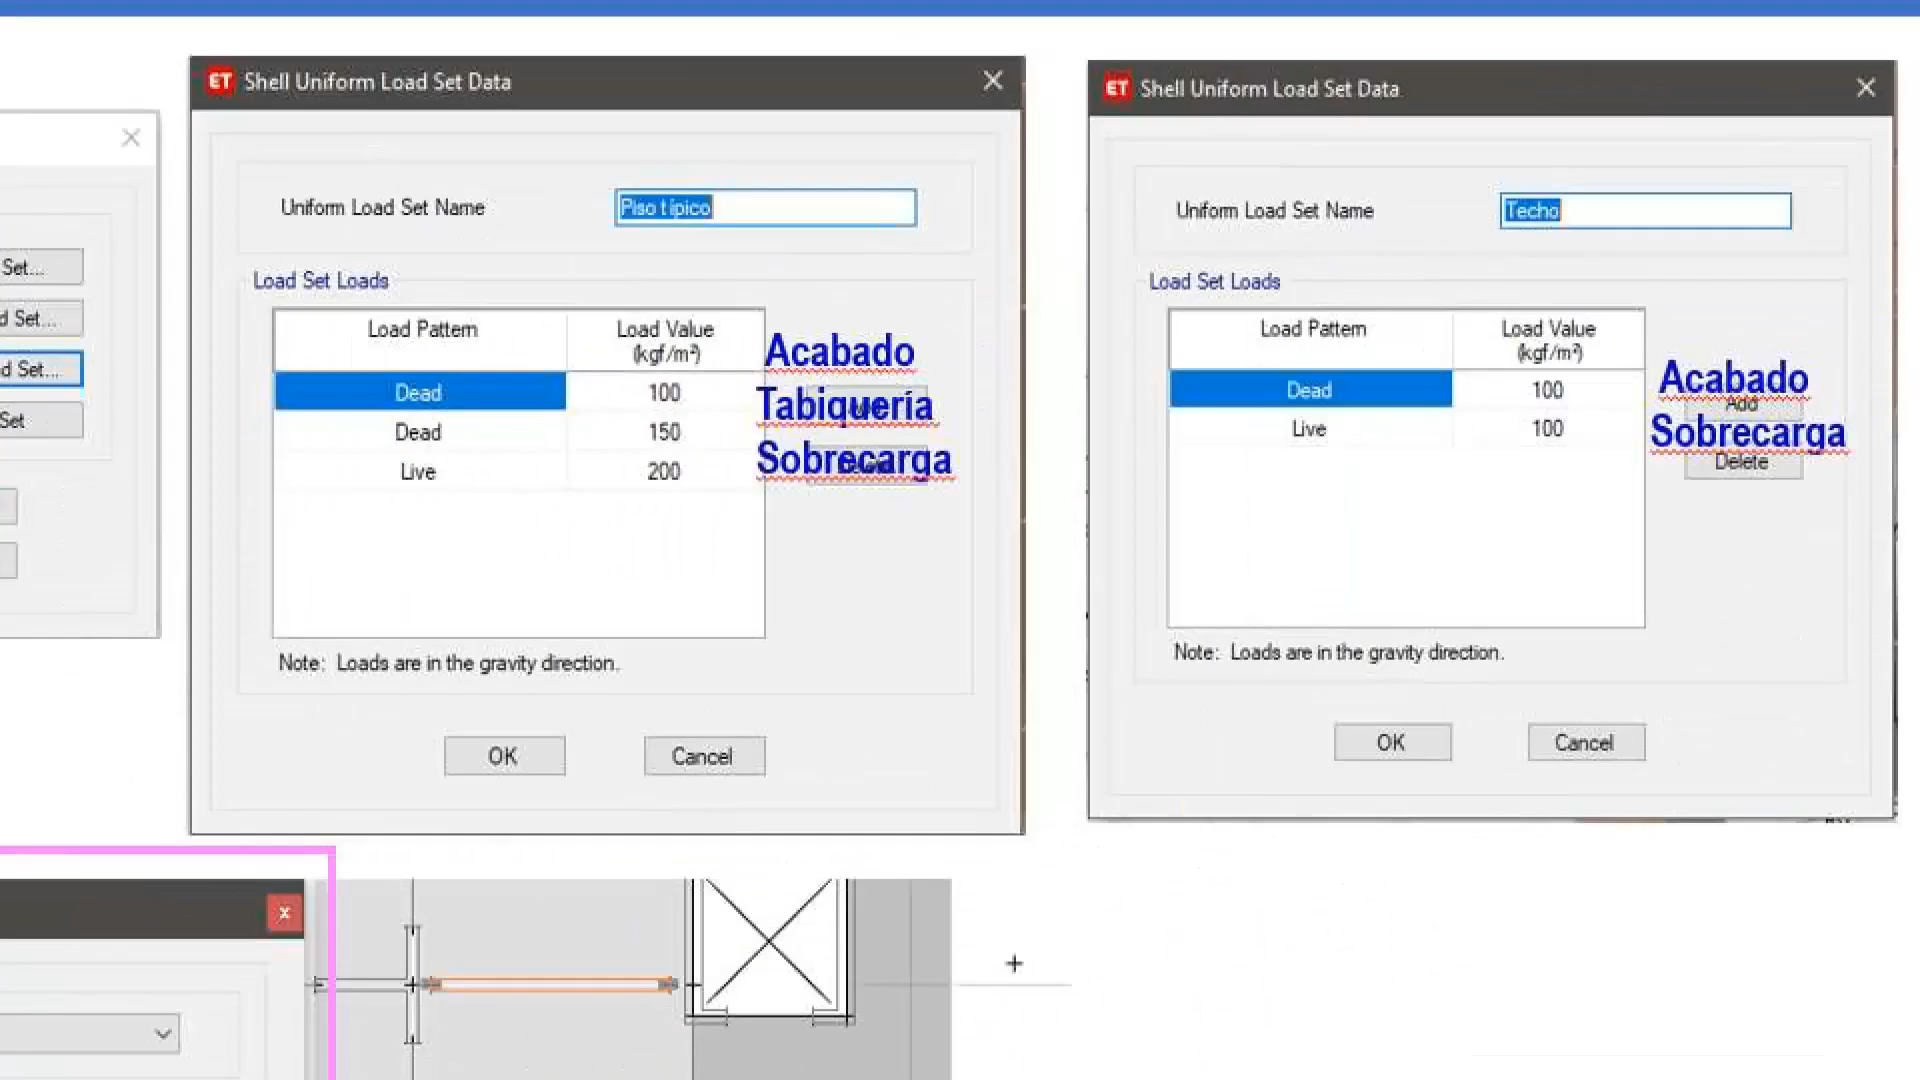 Set...
d Set...
d Set...
Set
ET Shell Uniform Load Set Data
Uniform Load Set Name
Piso típico
Load Set Loads
Load Pattern
Load Value
(kgf/m²)
Dead 100
Dead 150
Live 200
Acabado
Tabiquería
Sobrecarga
Note: Loads are in the gravity direction.
OK
Cancel
ET Shell Uniform Load Set Data
Uniform Load Set Name
Techo
Load Set Loads
Load Pattern
Load Value
(kgf/m²)
Dead 100
Live 100
Acabado
Add
Sobrecarga
Delete
Note: Loads are in the gravity direction.
OK
Cancel